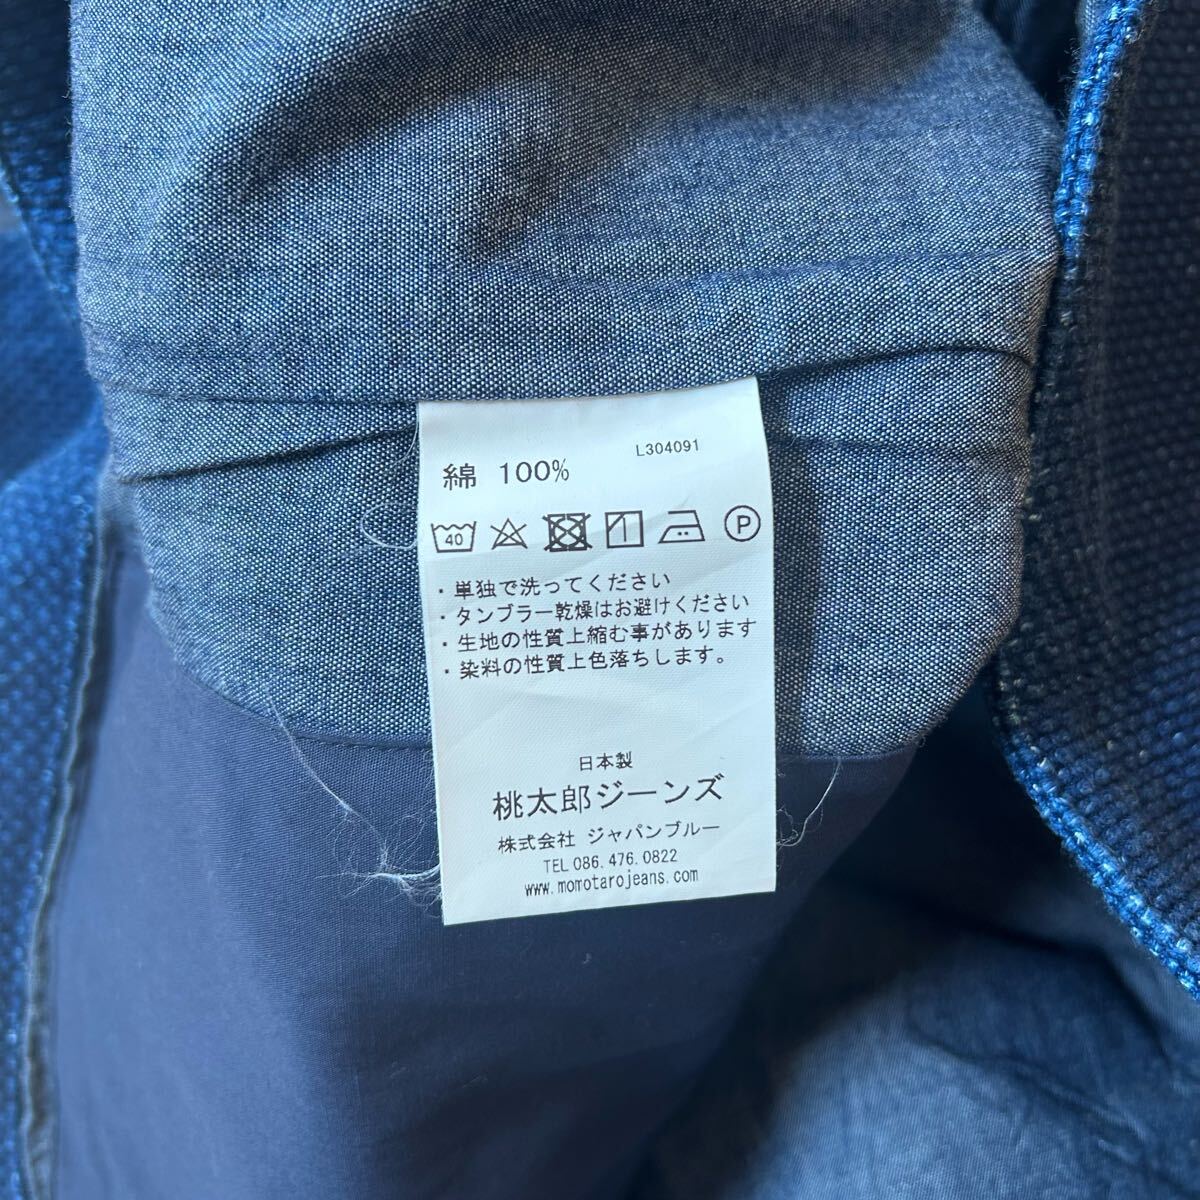 L304091
綿 100%
40 P
・単独で洗ってください
・タンブラー乾燥はお避けください
・生地の性質上縮む事があります
・染料の性質上色落ちします。
日本製
桃太郎ジーンズ
株式会社 ジャパンブルー
TEL 086.476.0822
www.momotarojeans.com